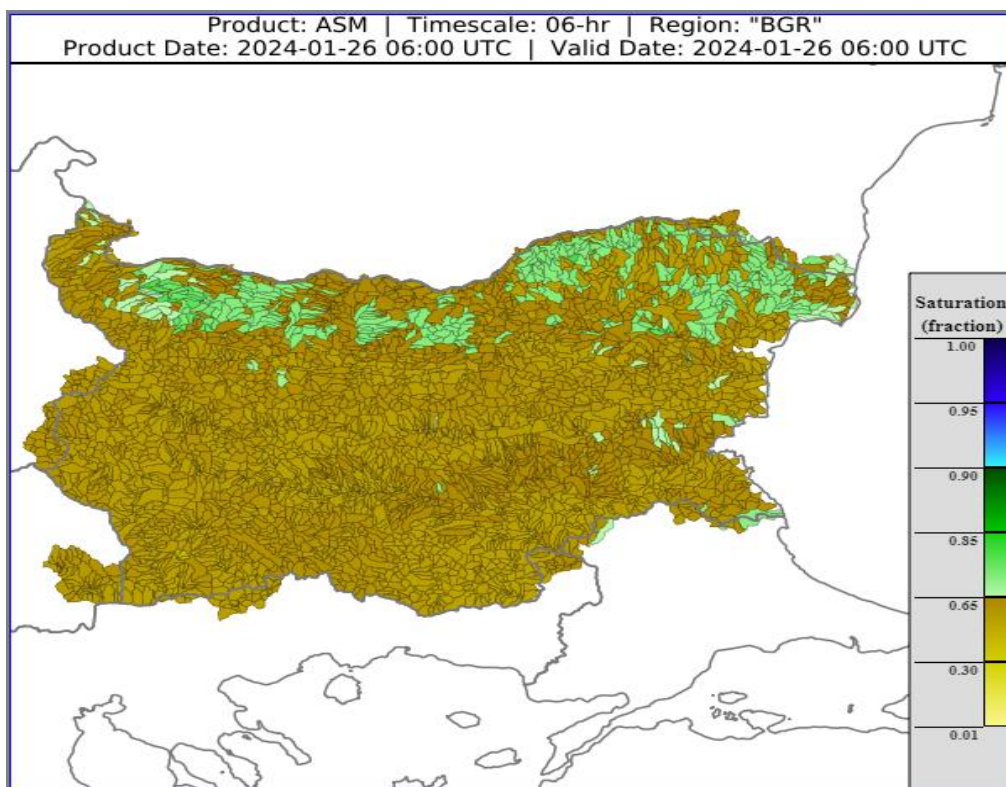 Product: ASM | Timescale: 06-hr | Region: "BGR"
Product Date: 2024-01-26 06:00 UTC | Valid Date: 2024-01-26 06:00 UTC
Saturation
(fraction)
1.00
0.95
0.90
0.85
0.65
0.30
0.01